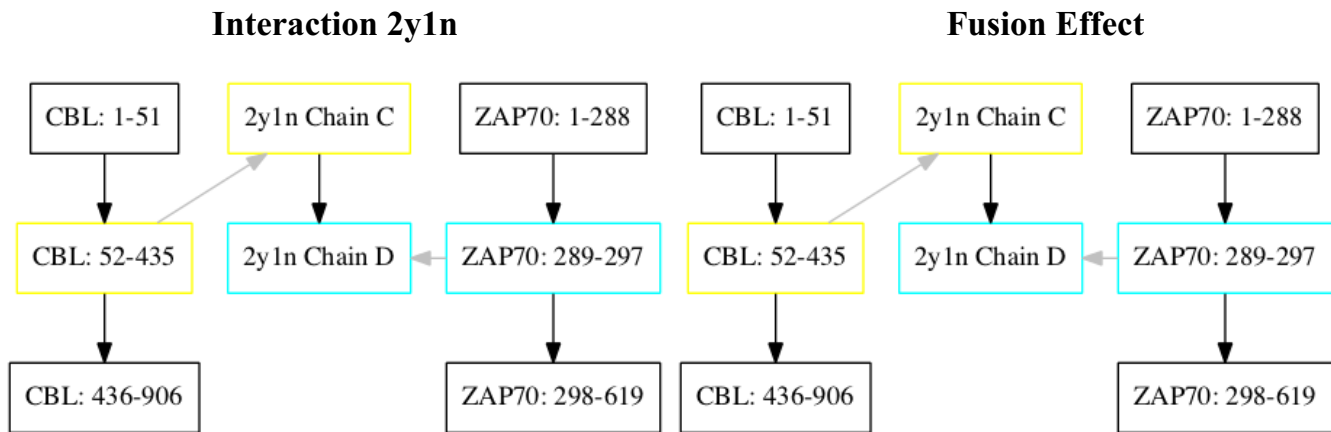 Interaction 2y1n
Fusion Effect
CBL: 1-51
2y1n Chain C
ZAP70: 1-288
CBL: 1-51
2y1n Chain C
ZAP70: 1-288
CBL: 52-435
2y1n Chain D
ZAP70: 289-297
CBL: 52-435
2y1n Chain D
ZAP70: 289-297
CBL: 436-906
ZAP70: 298-619
CBL: 436-906
ZAP70: 298-619